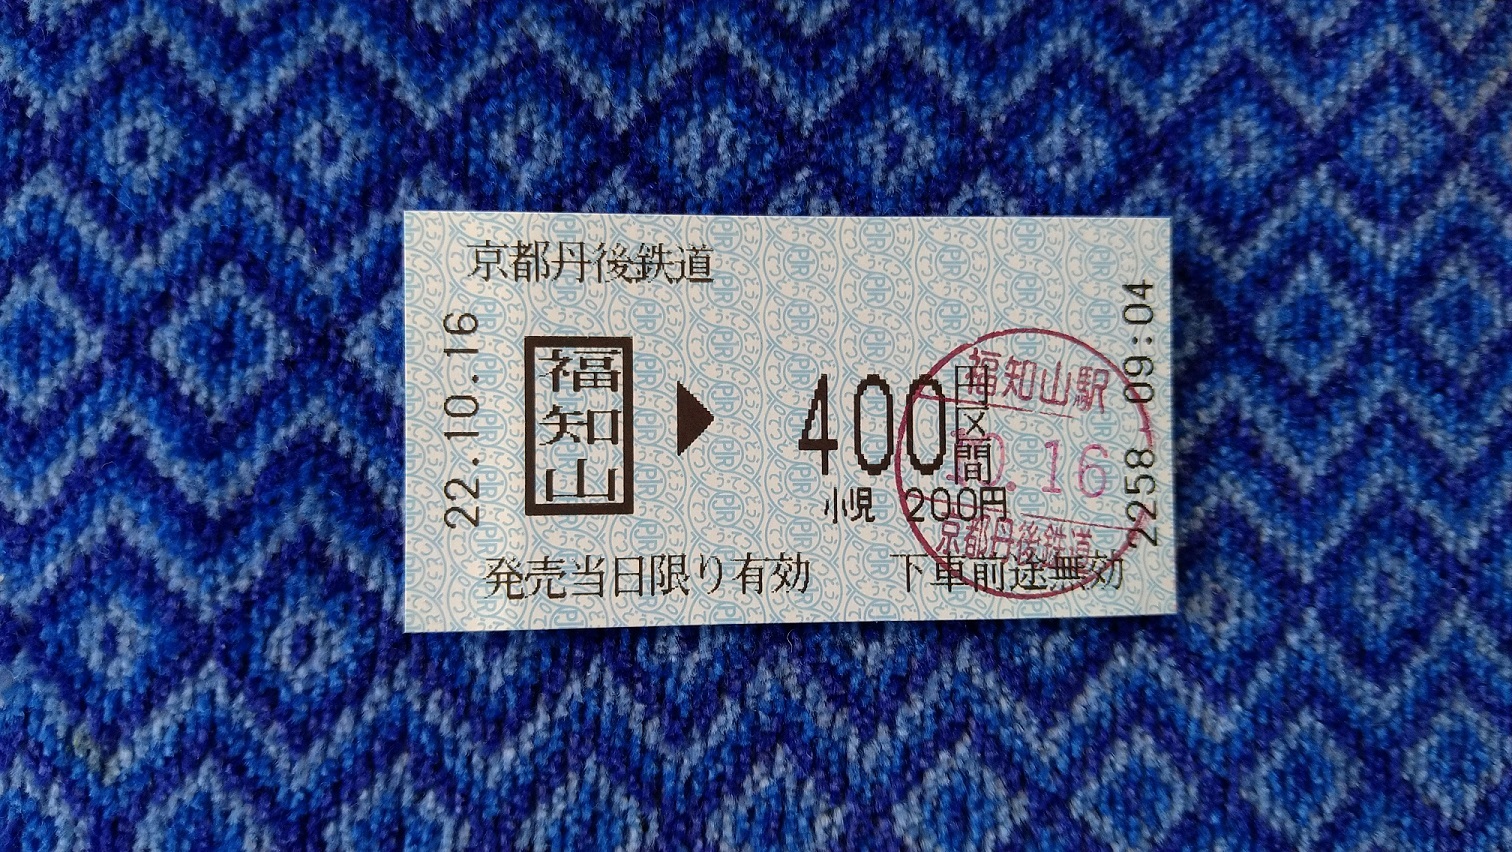 京都丹後鉄道
22.10.16
福知山
▶
400円区間
小児 200円
発売当日限り有効
下車前途無効
2258 09:04
福知山駅
10.16
京都丹後鉄道